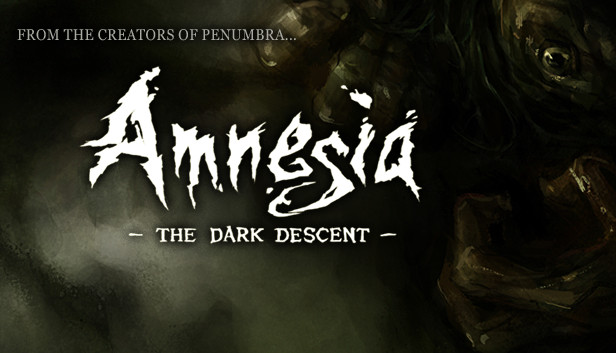 FROM THE CREATORS OF PENUMBRA...
Amnesia
– THE DARK DESCENT –